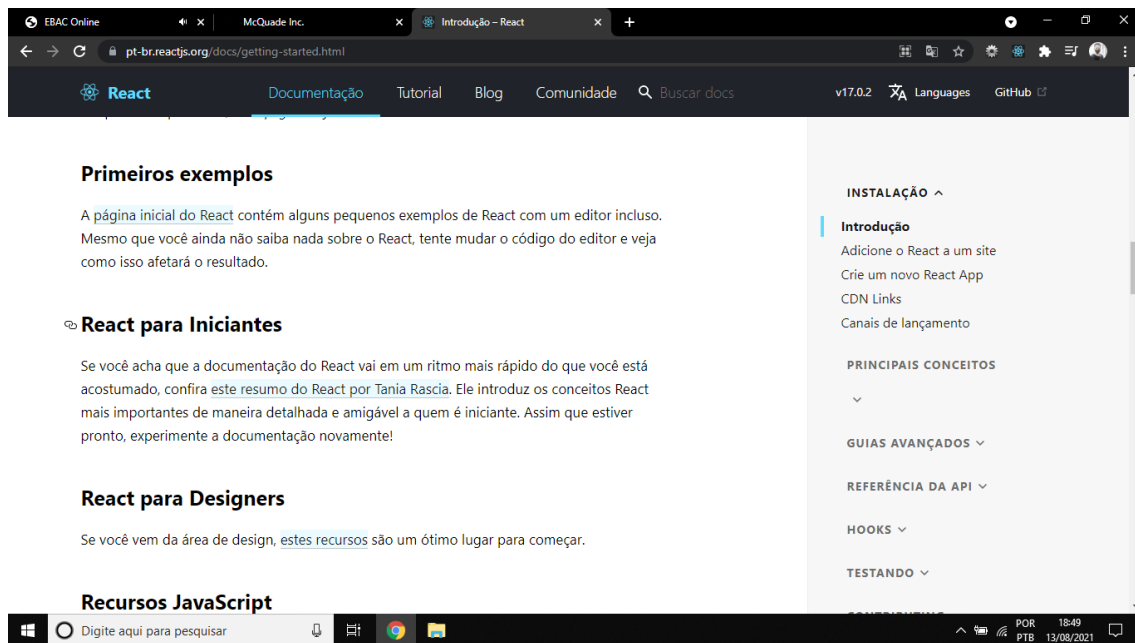 EBAC Online
McQuade Inc.
Introdução – React
pt-br.reactjs.org/docs/getting-started.html
React
Documentação
Tutorial
Blog
Comunidade
Buscar docs
v17.0.2
Languages
GitHub
Primeiros exemplos
A página inicial do React contém alguns pequenos exemplos de React com um editor incluso.
Mesmo que você ainda não saiba nada sobre o React, tente mudar o código do editor e veja
como isso afetará o resultado.
React para Iniciantes
Se você acha que a documentação do React vai em um ritmo mais rápido do que você está
acostumado, confira este resumo do React por Tania Rascia. Ele introduz os conceitos React
mais importantes de maneira detalhada e amigável a quem é iniciante. Assim que estiver
pronto, experimente a documentação novamente!
React para Designers
Se você vem da área de design, estes recursos são um ótimo lugar para começar.
Recursos JavaScript
INSTALAÇÃO
Introdução
Adicione o React a um site
Crie um novo React App
CDN Links
Canais de lançamento
PRINCIPAIS CONCEITOS
GUIAS AVANÇADOS
REFERÊNCIA DA API
HOOKS
TESTANDO
CONTRIBUTING
Digite aqui para pesquisar
POR
PTB
18:49
13/08/2021